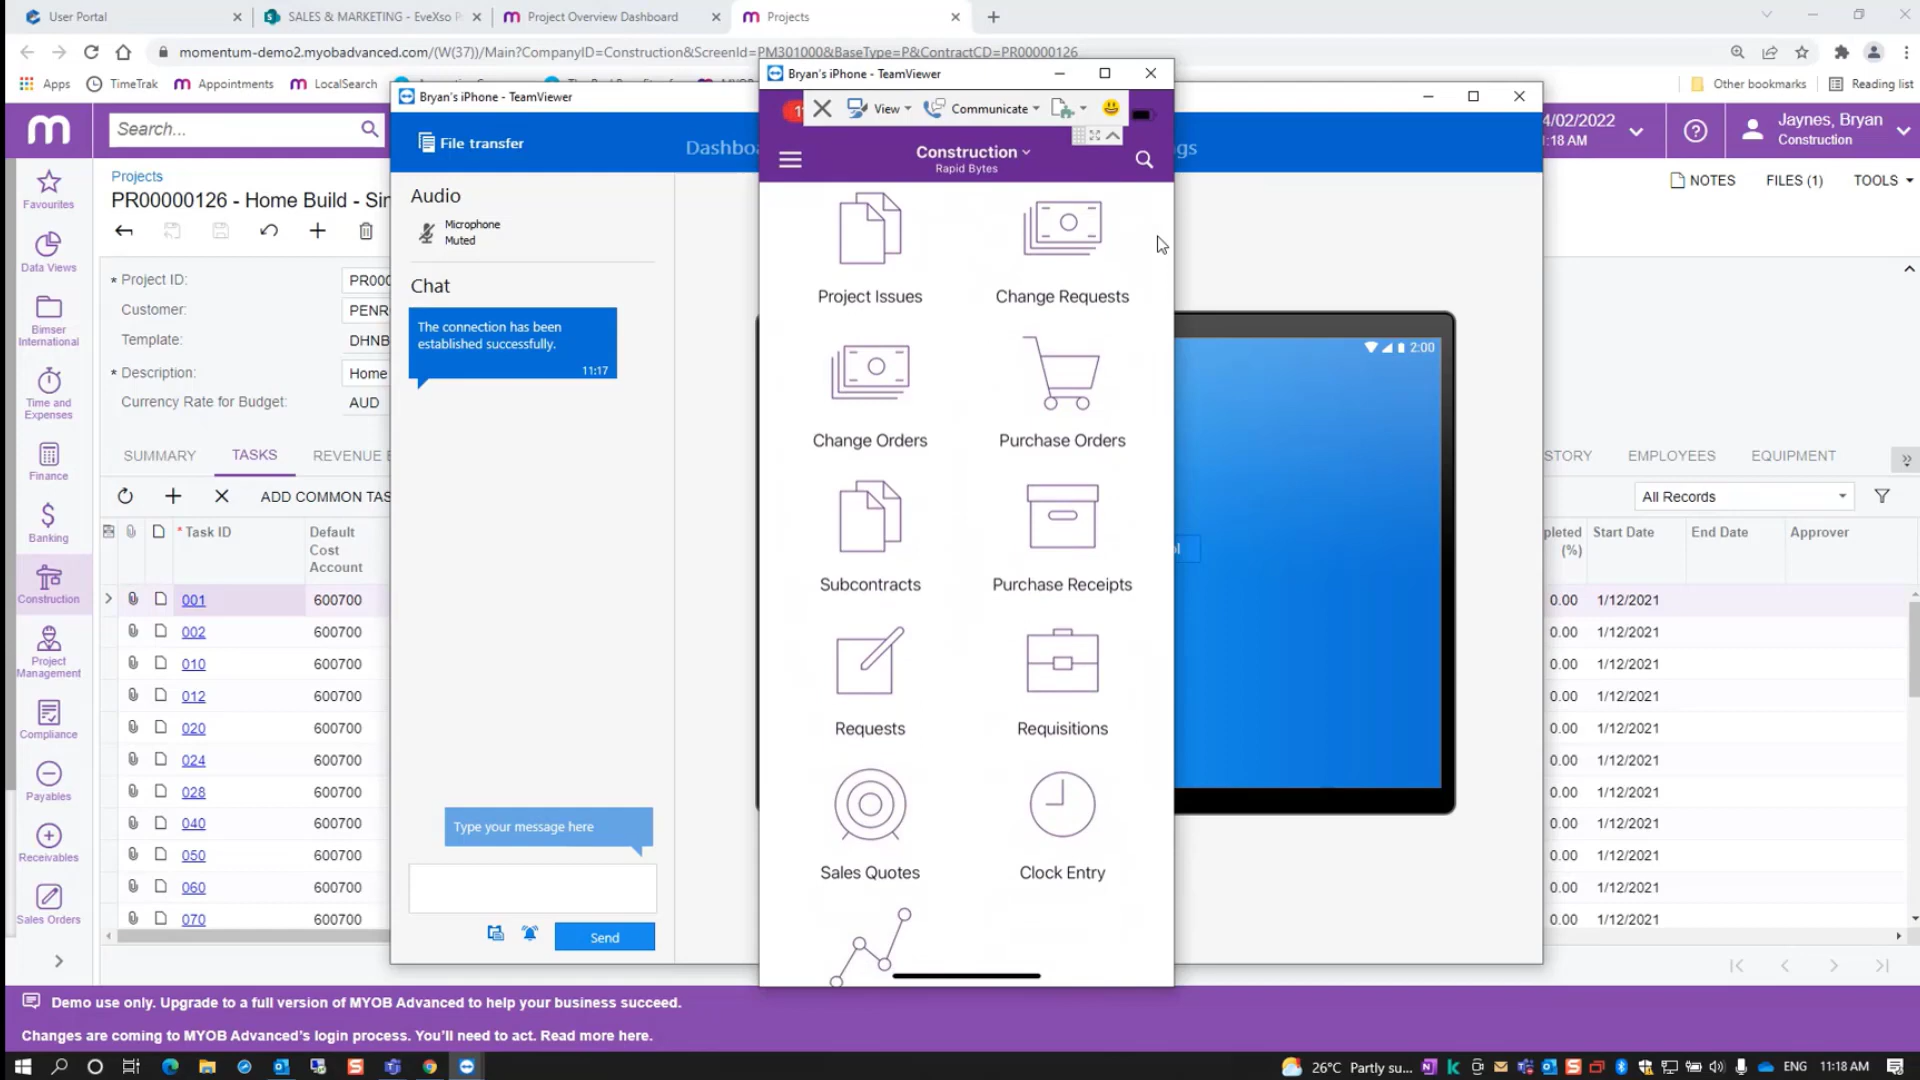 User Portal
SALES & MARKETING - EveXso P
Project Overview Dashboard
Projects
momentum-demo2.myobadvanced.com/(W(37))/Main?CompanyID=Construction&ScreenId=PM301000&BaseType=P&ContractCD=PR00000126
Apps
TimeTrak
Appointments
LocalSearch
Other bookmarks
Reading list
Bryan's iPhone - TeamViewer
Bryan's iPhone - TeamViewer
View
Communicate
Search...
File transfer
Dashbo
gs
Construction
Rapid Bytes
4/02/2022
:18 AM
Jaynes, Bryan
Construction
Projects
PR00000126 - Home Build - Sin
NOTES
FILES (1)
TOOLS
Favourites
Data Views
Bimser International
Time and Expenses
Finance
Banking
Construction
Project Management
Compliance
Payables
Receivables
Sales Orders
* Project ID:
PR000
Customer:
PENR
Template:
DHNB
* Description:
Home
Currency Rate for Budget:
AUD
SUMMARY
TASKS
REVENUE B
STORY
EMPLOYEES
EQUIPMENT
ADD COMMON TAS
All Records
* Task ID
Default Cost Account
pleted (%)
Start Date
End Date
Approver
001 600700 0.00 1/12/2021
002 600700 0.00 1/12/2021
010 600700 0.00 1/12/2021
012 600700 0.00 1/12/2021
020 600700 0.00 1/12/2021
024 600700 0.00 1/12/2021
028 600700 0.00 1/12/2021
040 600700 0.00 1/12/2021
050 600700 0.00 1/12/2021
060 600700 0.00 1/12/2021
070 600700 0.00 1/12/2021
Audio
Microphone
Muted
Chat
The connection has been
established successfully.
11:17
Type your message here
Send
Project Issues
Change Requests
Change Orders
Purchase Orders
Subcontracts
Purchase Receipts
Requests
Requisitions
Sales Quotes
Clock Entry
2:00
Demo use only. Upgrade to a full version of MYOB Advanced to help your business succeed.
Changes are coming to MYOB Advanced's login process. You'll need to act. Read more here.
26°C Partly su...
ENG
11:18 AM